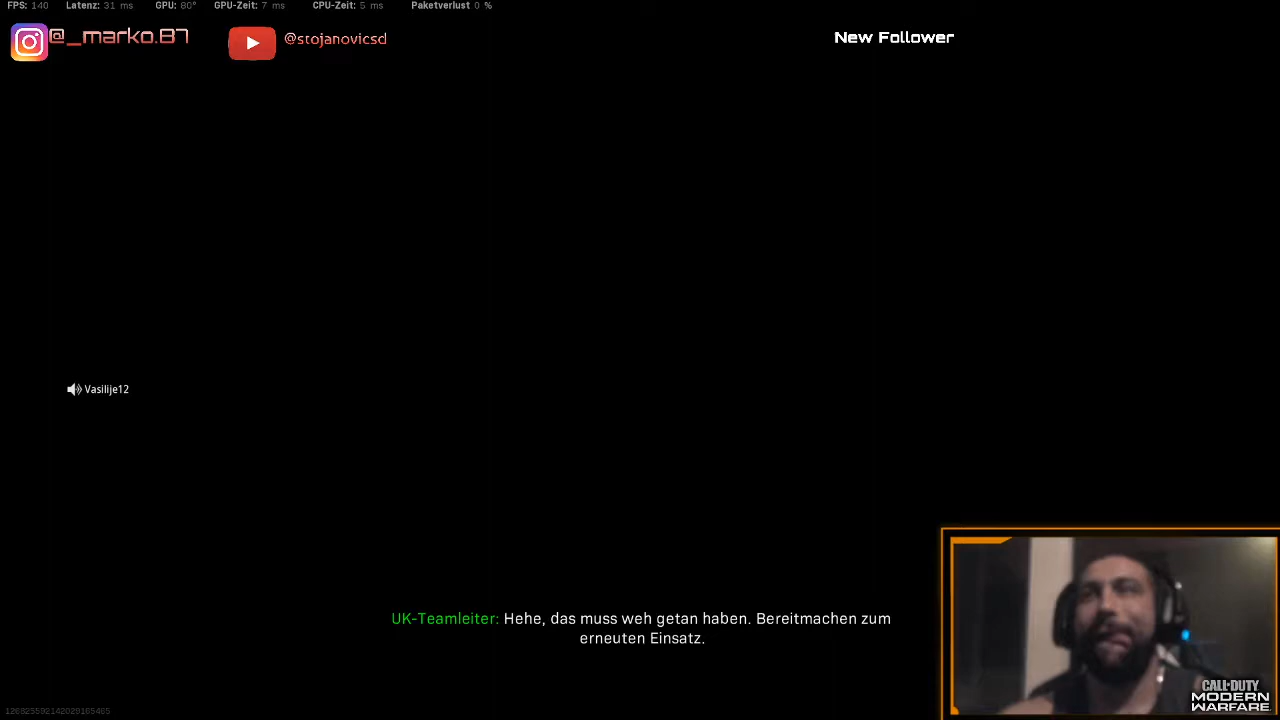 FPS: 140 Latenz: 31 ms GPU: 80° GPU-Zeit: 7 ms CPU-Zeit: 5 ms Paketverlust 0 %
@_marko.87 @stojanovicsd New Follower
Vasilije12
UK-Teamleiter: Hehe, das muss weh getan haben. Bereitmachen zum
erneuten Einsatz.
CALL OF DUTY
MODERN
WARFARE